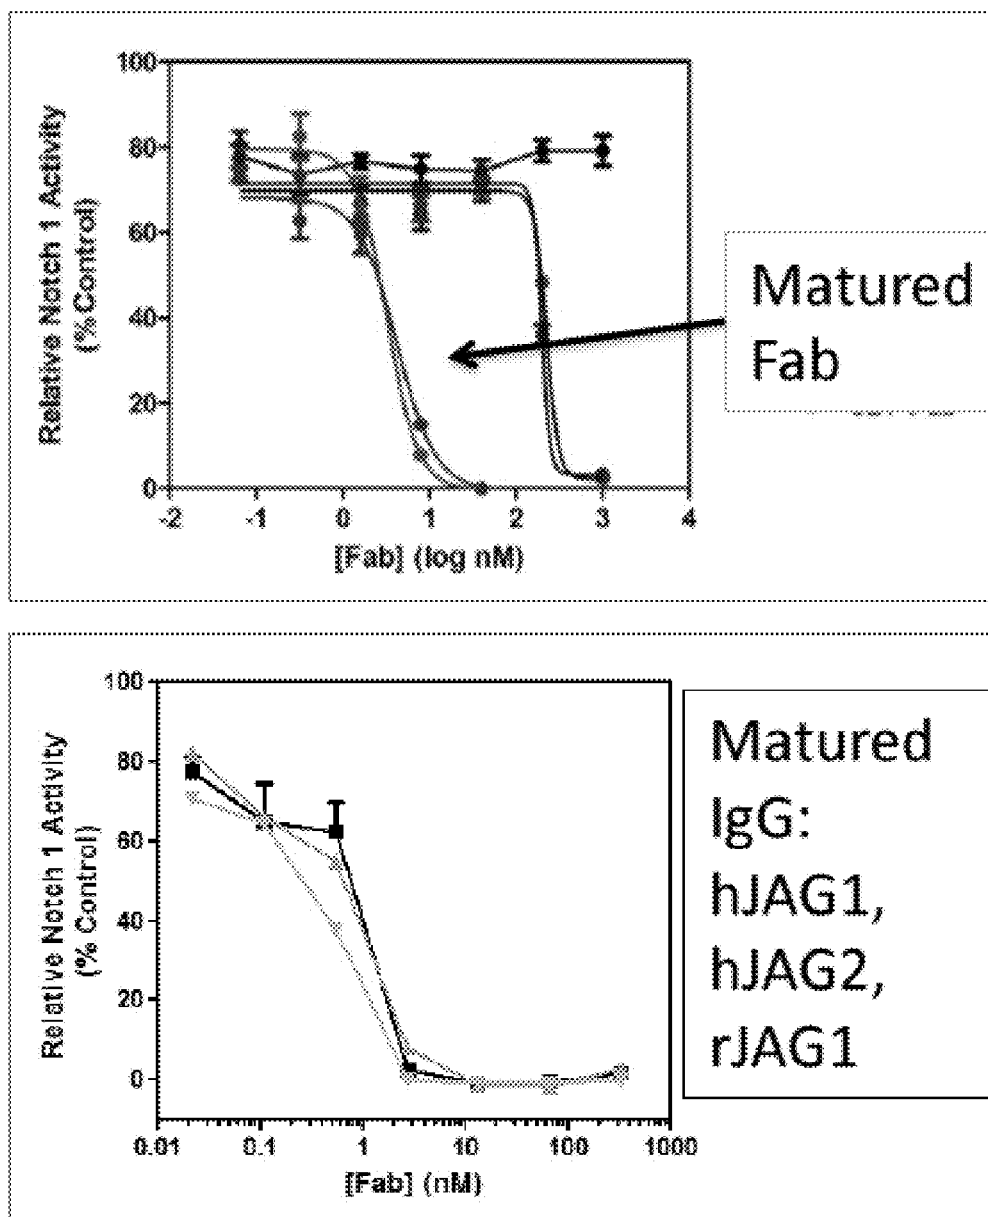 100
80
60
40
20
0
Relative Notch 1 Activity
(%Control)
-2 -1 0 1 2 3 4
[Fab] (log nM)
Matured
Fab
100
80
60
40
20
0
Relative Notch 1 Activity
(% Control)
0.01 0.1 1 10 100 1000
[Fab] (nM)
Matured
IgG:
hJAG1,
hJAG2,
rJAG1